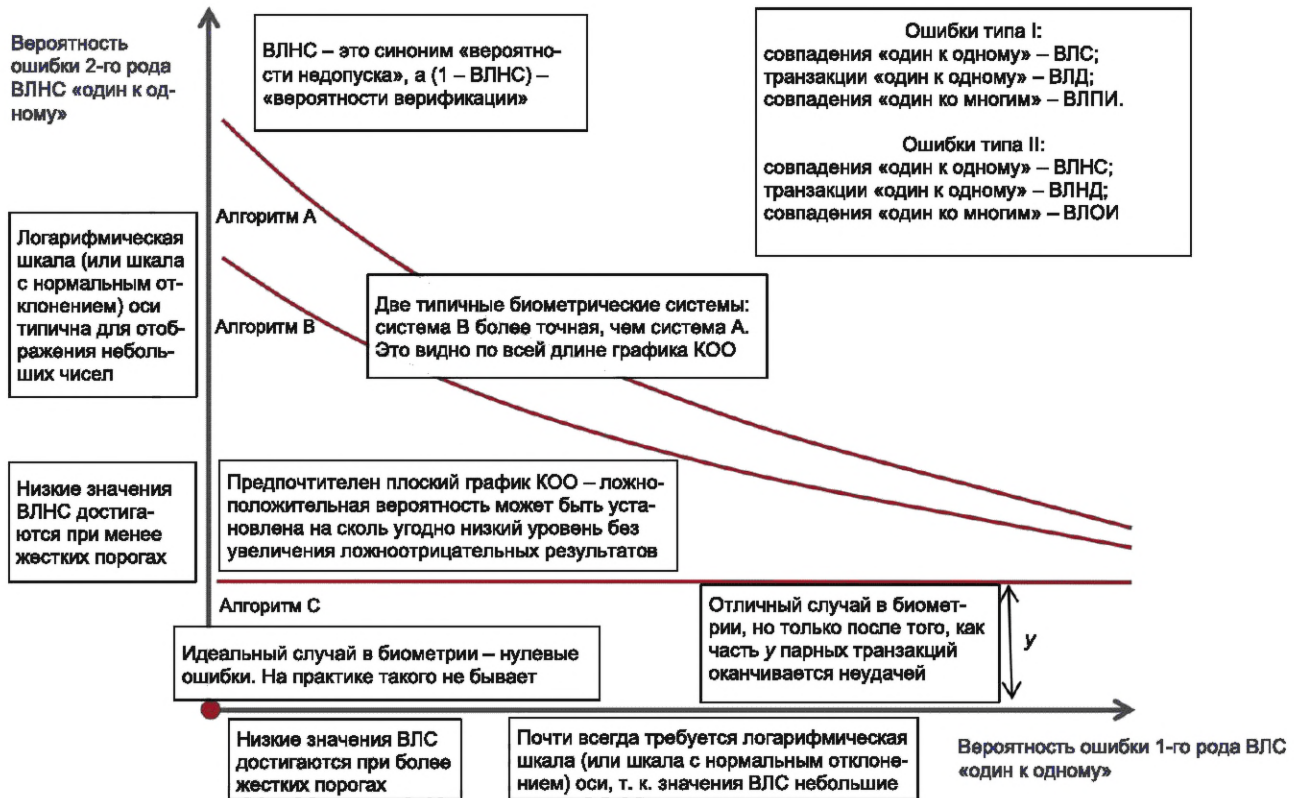 Вероятность
ошибки 2-го рода
ВЛНС «один к од-
ному»
ВЛНС – это синоним «вероятно-
сти недопуска», а (1 – ВЛНС) –
«вероятности верификации»
Ошибки типа I:
совпадения «один к одному» – ВЛС;
транзакции «один к одному» – ВЛД;
совпадения «один ко многим» – ВЛПИ.
Ошибки типа II:
совпадения «один к одному» – ВЛНС;
транзакции «один к одному» – ВЛНД;
совпадения «один ко многим» – ВЛОИ
Алгоритм А
Логарифмическая
шкала (или шкала
с нормальным от-
клонением) оси
типична для отоб-
ражения неболь-
ших чисел
Алгоритм В
Две типичные биометрические системы:
система В более точная, чем система А.
Это видно по всей длине графика КОО
Низкие значения
ВЛНС достига-
ются при менее
жестких порогах
Предпочтителен плоский график КОО – ложно-
положительная вероятность может быть уста-
новлена на сколь угодно низкий уровень без
увеличения ложноотрицательных результатов
Алгоритм С
Отличный случай в биомет-
рии, но только после того, как
часть y парных транзакций
оканчивается неудачей
y
Идеальный случай в биометрии – нулевые
ошибки. На практике такого не бывает
Низкие значения ВЛС
достигаются при более
жестких порогах
Почти всегда требуется логарифмическая
шкала (или шкала с нормальным отклоне-
нием) оси, т. к. значения ВЛС небольшие
Вероятность ошибки 1-го рода ВЛС
«один к одному»